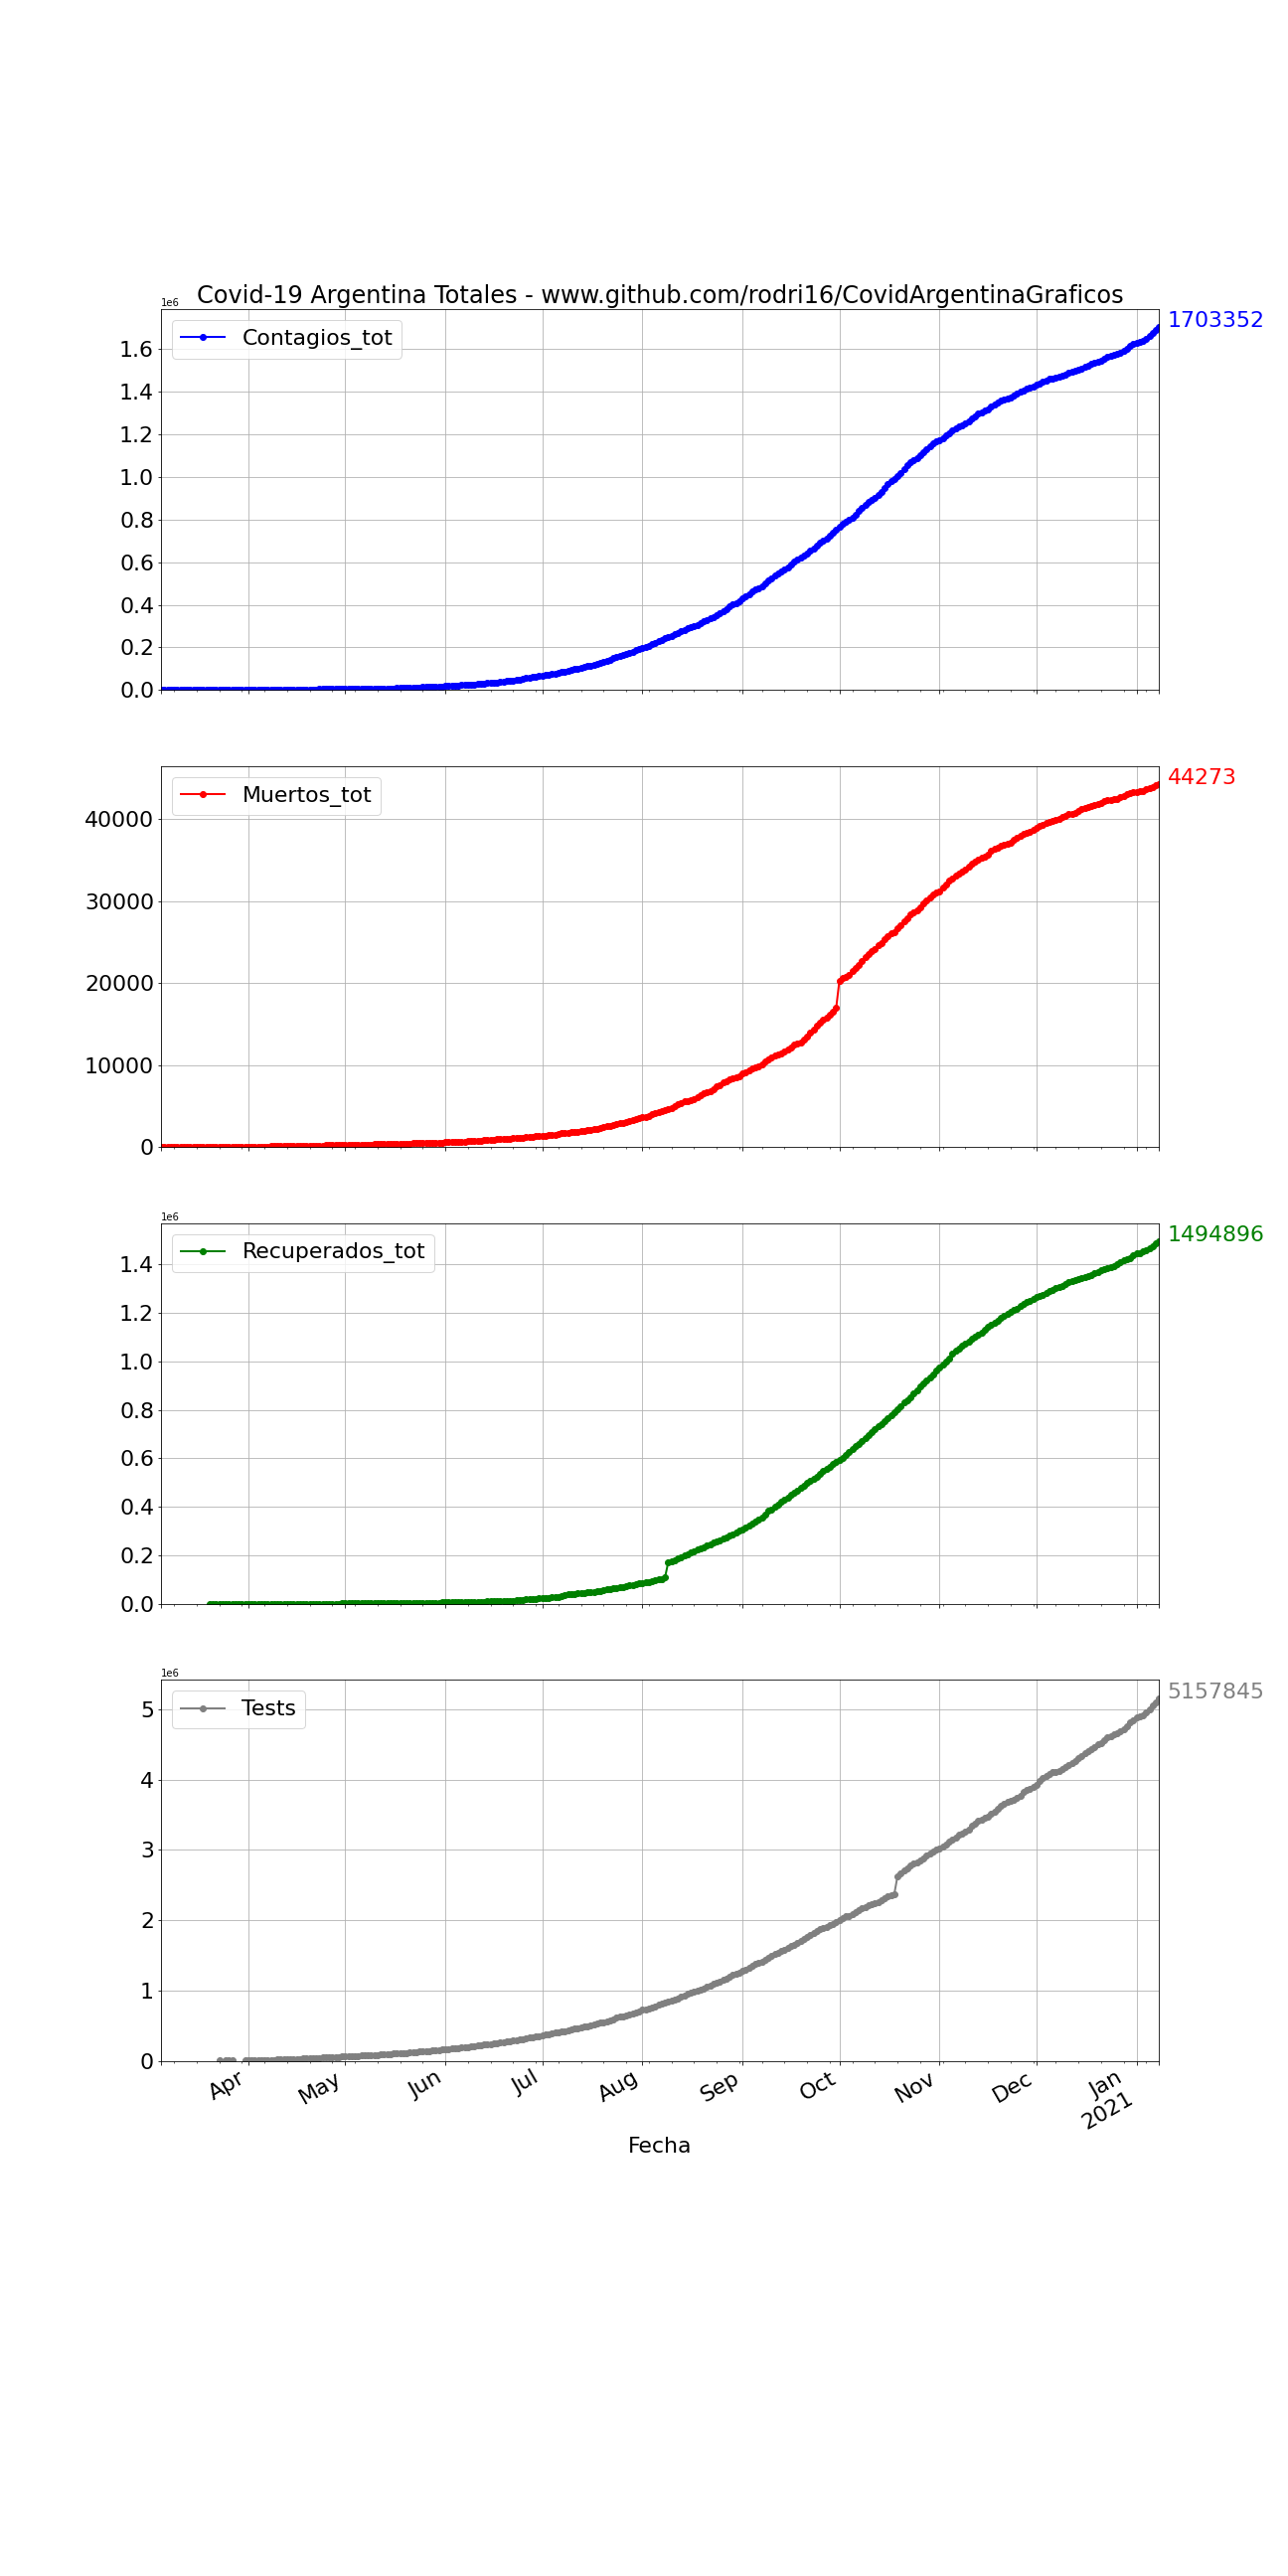 Covid-19 Argentina Totales - www.github.com/rodri16/CovidArgentinaGraficos
1e6
Contagios_tot
1703352
1.6
1.4
1.2
1.0
0.8
0.6
0.4
0.2
0.0
Muertos_tot
44273
40000
30000
20000
10000
0
1e6
Recuperados_tot
1494896
1.4
1.2
1.0
0.8
0.6
0.4
0.2
0.0
1e6
Tests
5157845
5
4
3
2
1
0
Apr
May
Jun
Jul
Aug
Sep
Oct
Nov
Dec
Jan
2021
Fecha